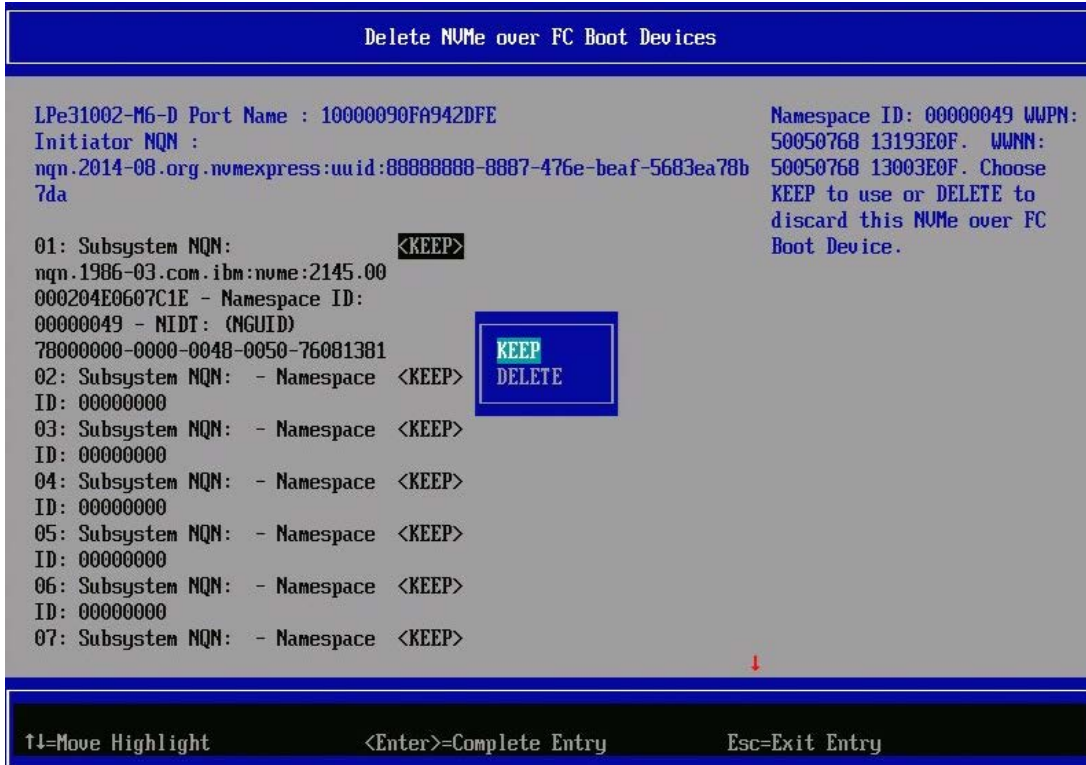 Delete NVMe over FC Boot Devices
LPe31002-M6-D Port Name : 10000090FA942DFE
Initiator NQN :
nqn.2014-08.org.nvmexpress:uuid:88888888-8887-476e-beaf-5683ea78b
7da
Namespace ID: 00000049 WWPN:
50050768 13193E0F. WWNN:
50050768 13003E0F. Choose
KEEP to use or DELETE to
discard this NVMe over FC
Boot Device.
01: Subsystem NQN: <KEEP>
nqn.1986-03.com.ibm:nvme:2145.00
000204E0607C1E - Namespace ID:
00000049 - NIDT: (NGUID)
78000000-0000-0048-0050-76081381
02: Subsystem NQN: - Namespace <KEEP>
ID: 00000000
03: Subsystem NQN: - Namespace <KEEP>
ID: 00000000
04: Subsystem NQN: - Namespace <KEEP>
ID: 00000000
05: Subsystem NQN: - Namespace <KEEP>
ID: 00000000
06: Subsystem NQN: - Namespace <KEEP>
ID: 00000000
07: Subsystem NQN: - Namespace <KEEP>
KEEP
DELETE
↑↓=Move Highlight <Enter>=Complete Entry Esc=Exit Entry